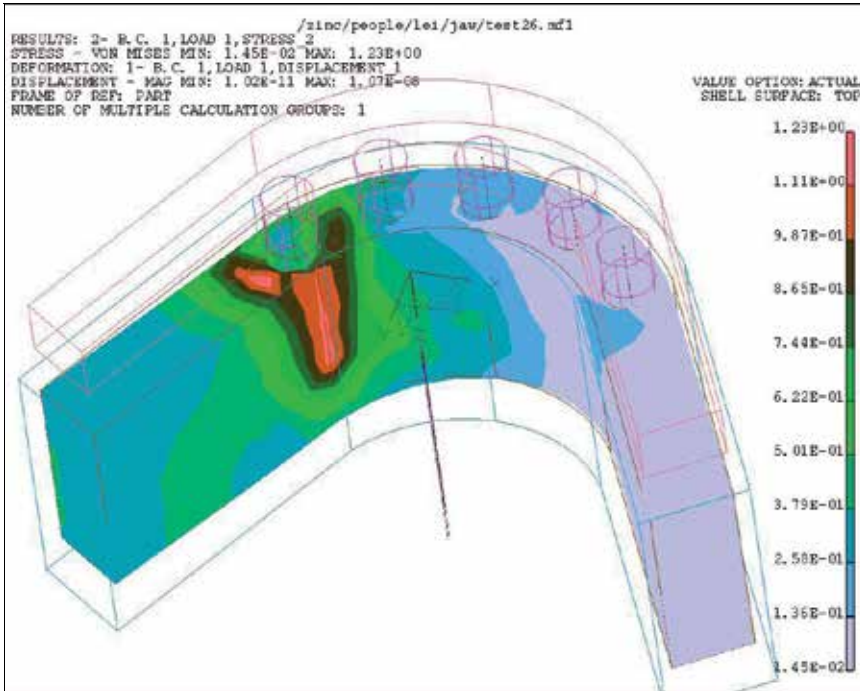 /zinc/people/lei/jaw/test26.mf1
RESULTS: 2- B.C. 1,LOAD 1,STRESS_2
STRESS - VON MISES MIN: 1.45E-02 MAX: 1.23E+00
DEFORMATION: 1- B.C. 1,LOAD 1,DISPLACEMENT_1
DISPLACEMENT - MAG MIN: 1.02E-11 MAX: 1.07E-08
FRAME OF REF: PART
NUMBER OF MULTIPLE CALCULATION GROUPS: 1
VALUE OPTION: ACTUAL
SHELL SURFACE: TOP
1.23E+00
1.11E+00
9.87E-01
8.65E-01
7.44E-01
6.22E-01
5.01E-01
3.79E-01
2.58E-01
1.36E-01
1.45E-02